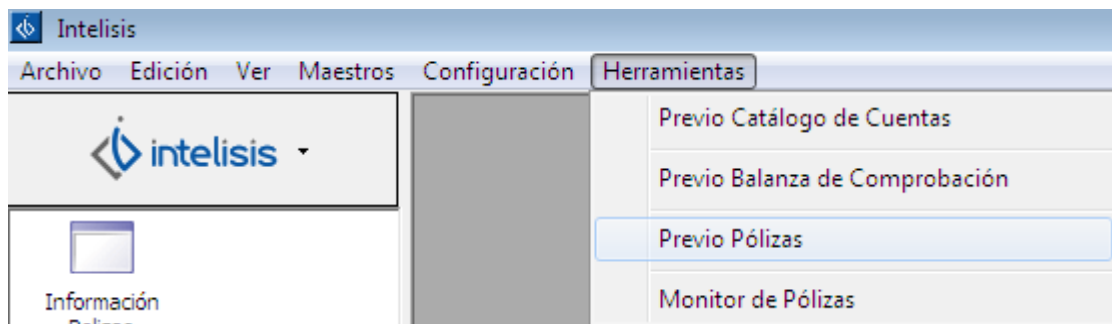 Intelisis
Archivo Edición Ver Maestros Configuración Herramientas
intelisis
Previo Catálogo de Cuentas
Previo Balanza de Comprobación
Previo Pólizas
Monitor de Pólizas
Información